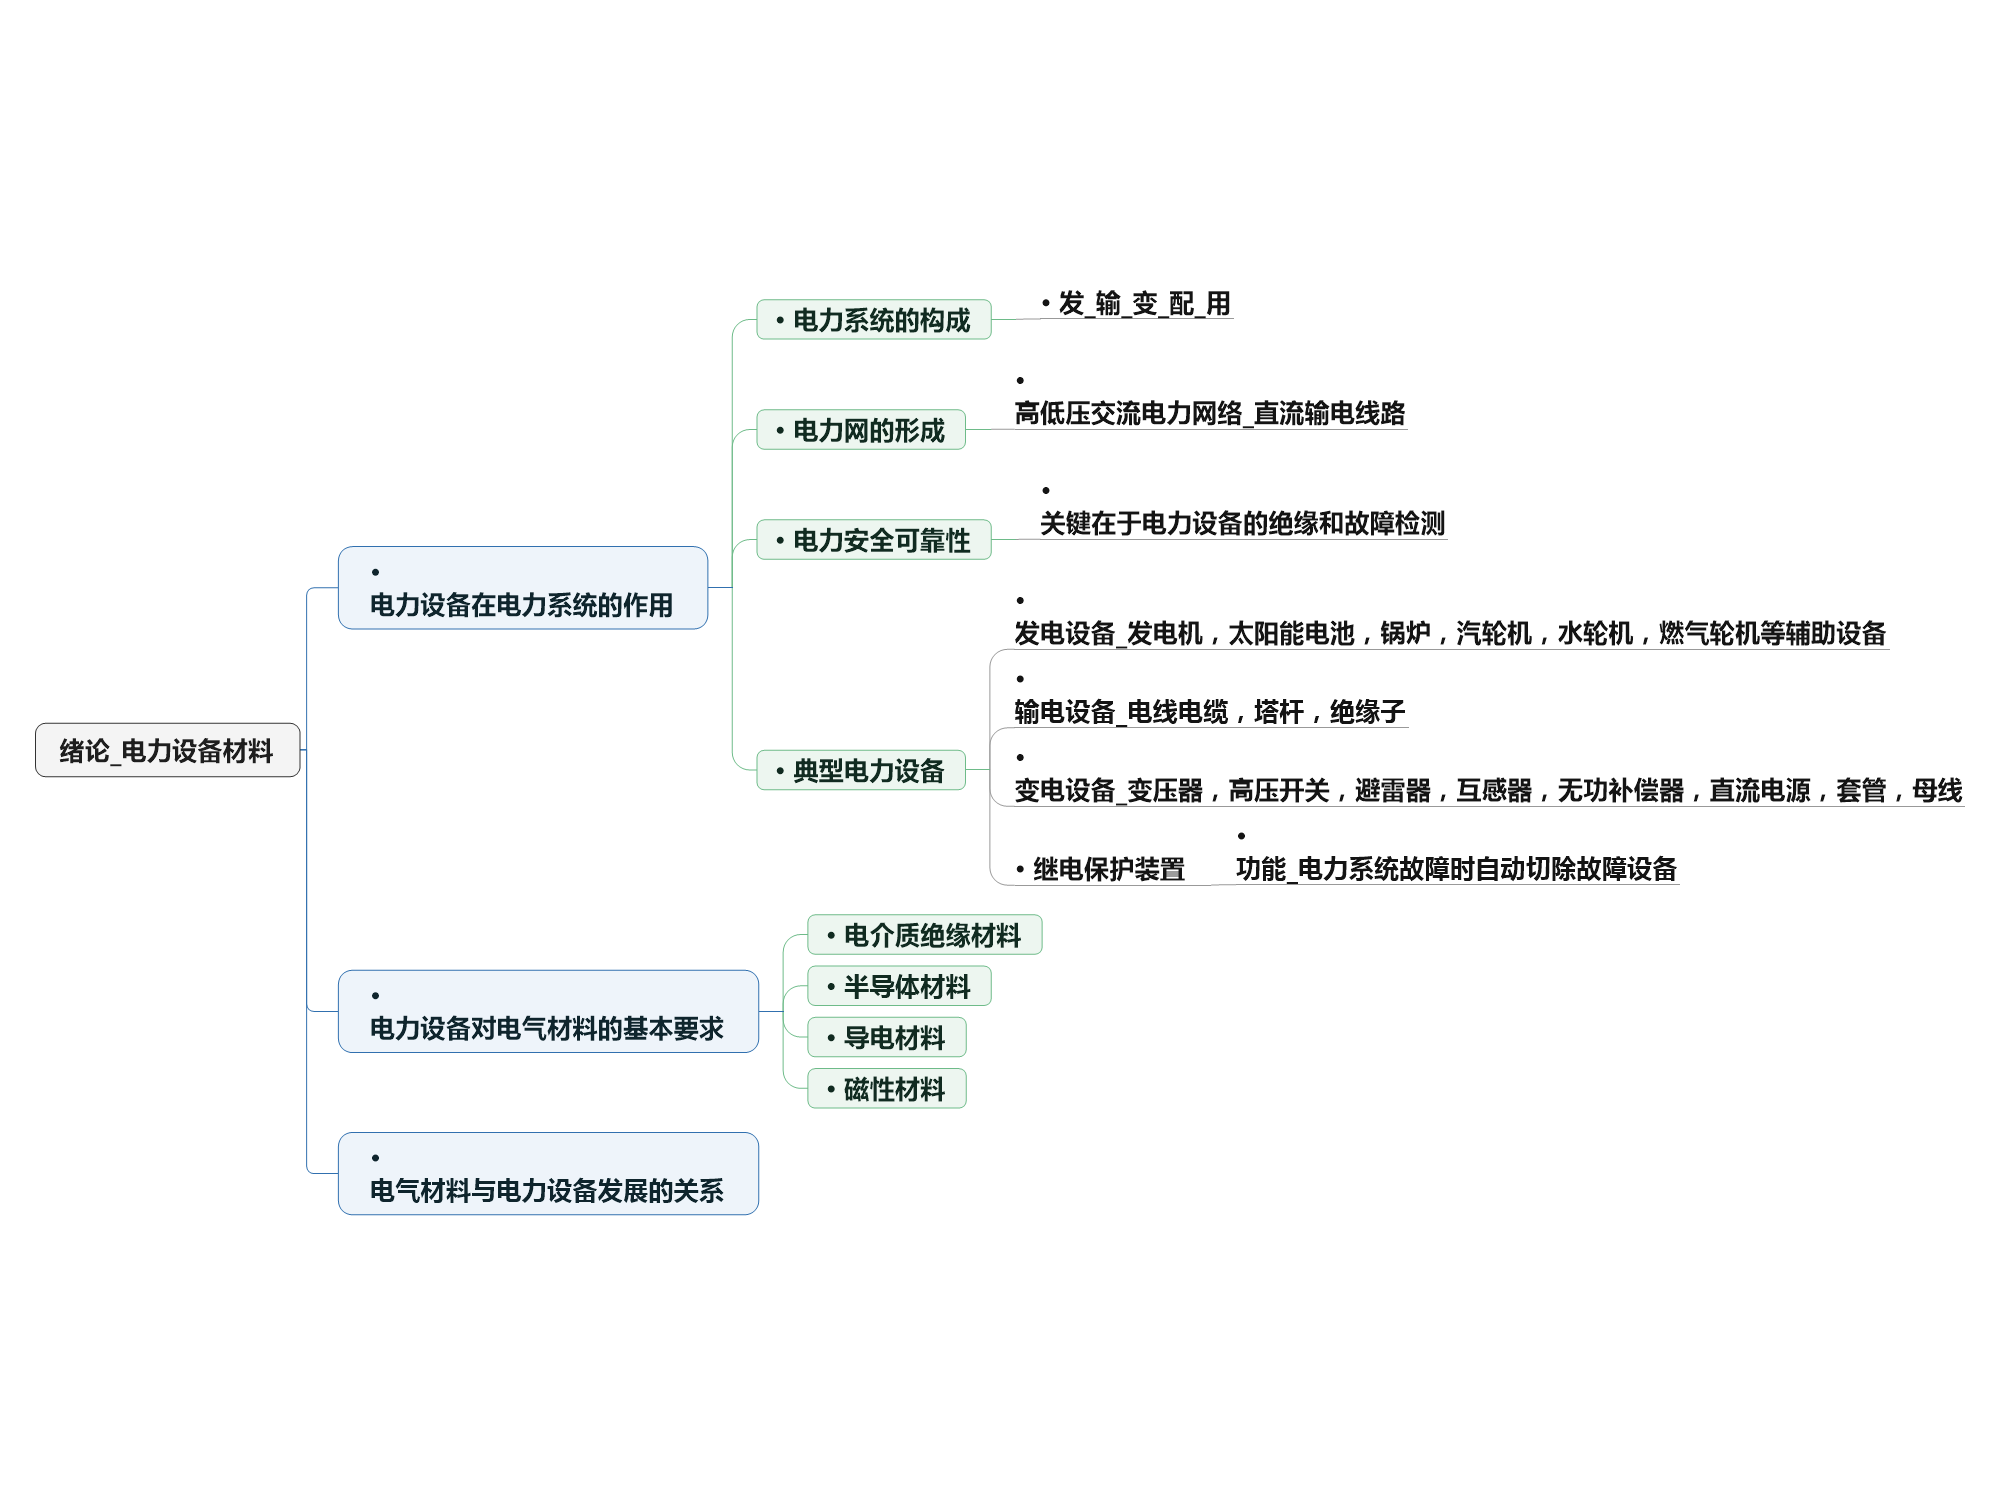 绪论_电力设备材料
• 电力设备在电力系统的作用
• 电力系统的构成
• 发_输_变_配_用
• 电力网的形成
• 高低压交流电力网络_直流输电线路
• 电力安全可靠性
• 关键在于电力设备的绝缘和故障检测
• 典型电力设备
• 发电设备_发电机，太阳能电池，锅炉，汽轮机，水轮机，燃气轮机等辅助设备
• 输电设备_电线电缆，塔杆，绝缘子
• 变电设备_变压器，高压开关，避雷器，互感器，无功补偿器，直流电源，套管，母线
• 继电保护装置
• 功能_电力系统故障时自动切除故障设备
• 电力设备对电气材料的基本要求
• 电介质绝缘材料
• 半导体材料
• 导电材料
• 磁性材料
• 电气材料与电力设备发展的关系